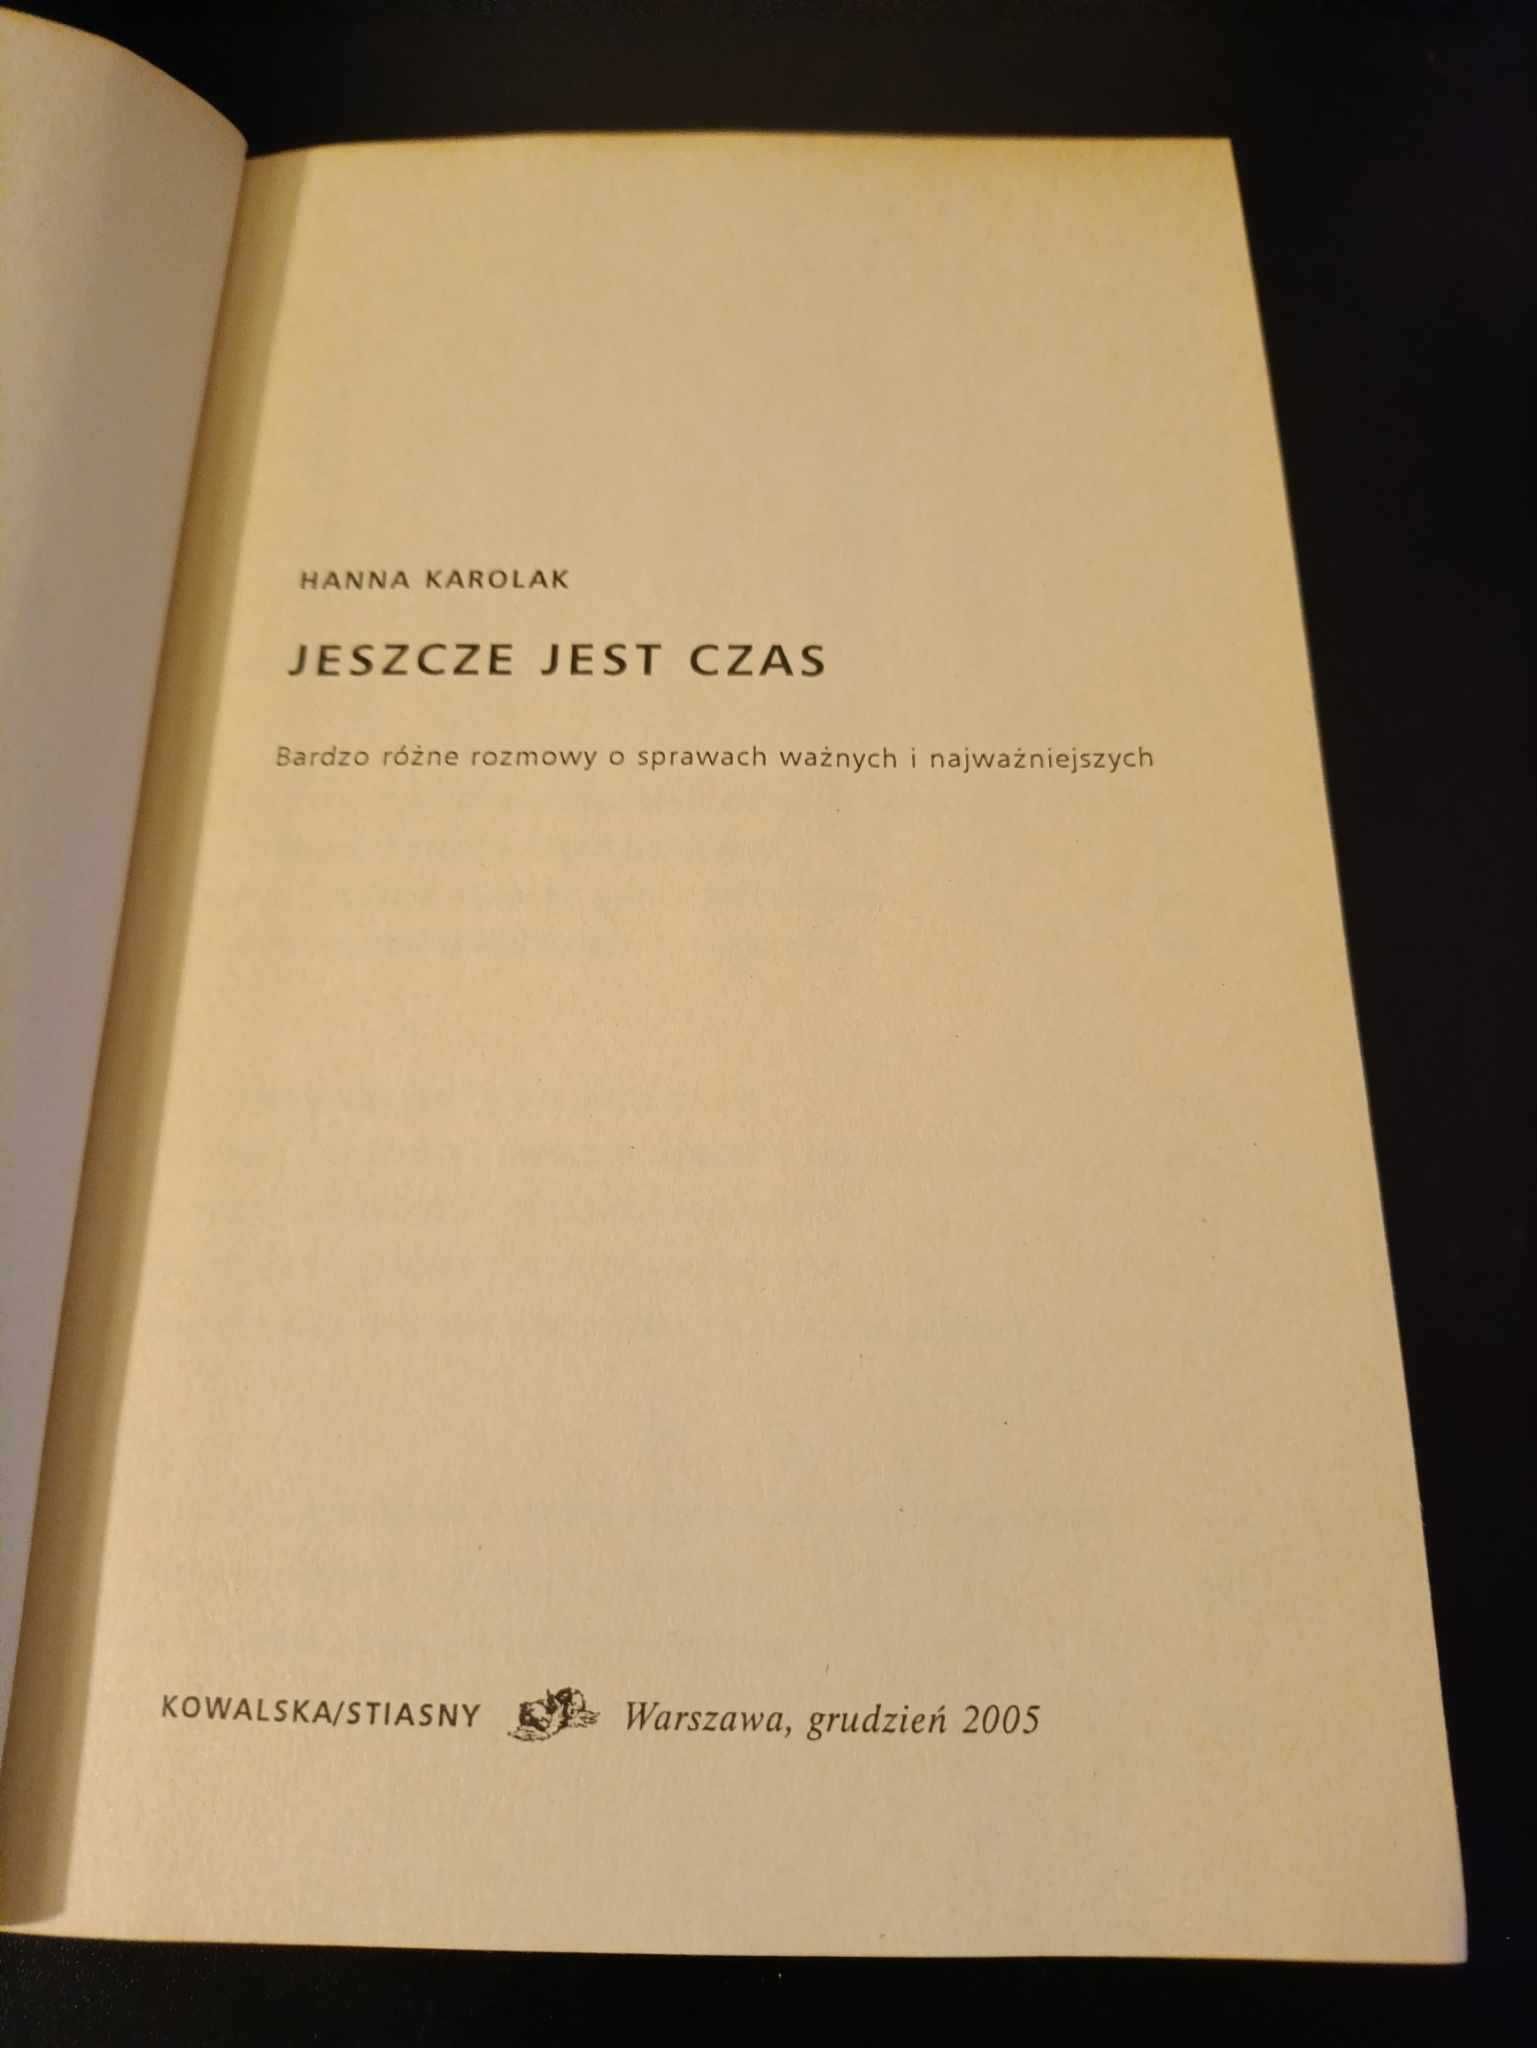 HANNA KAROLAK
JESZCZE JEST CZAS
Bardzo różne rozmowy o sprawach ważnych i najważniejszych
KOWALSKA/STIASNY Warszawa, grudzień 2005